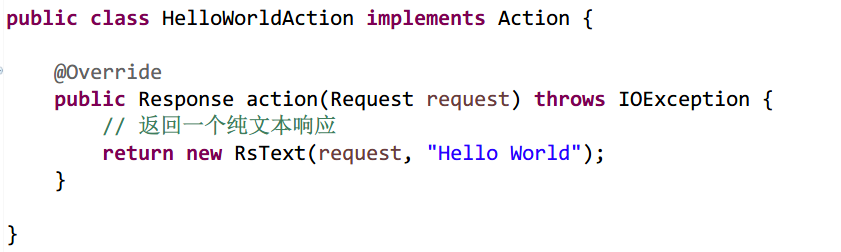 public class HelloWorldAction implements Action {
@Override
public Response action(Request request) throws IOException {
// 返回一个纯文本响应
return new RsText(request, "Hello World");
}
}